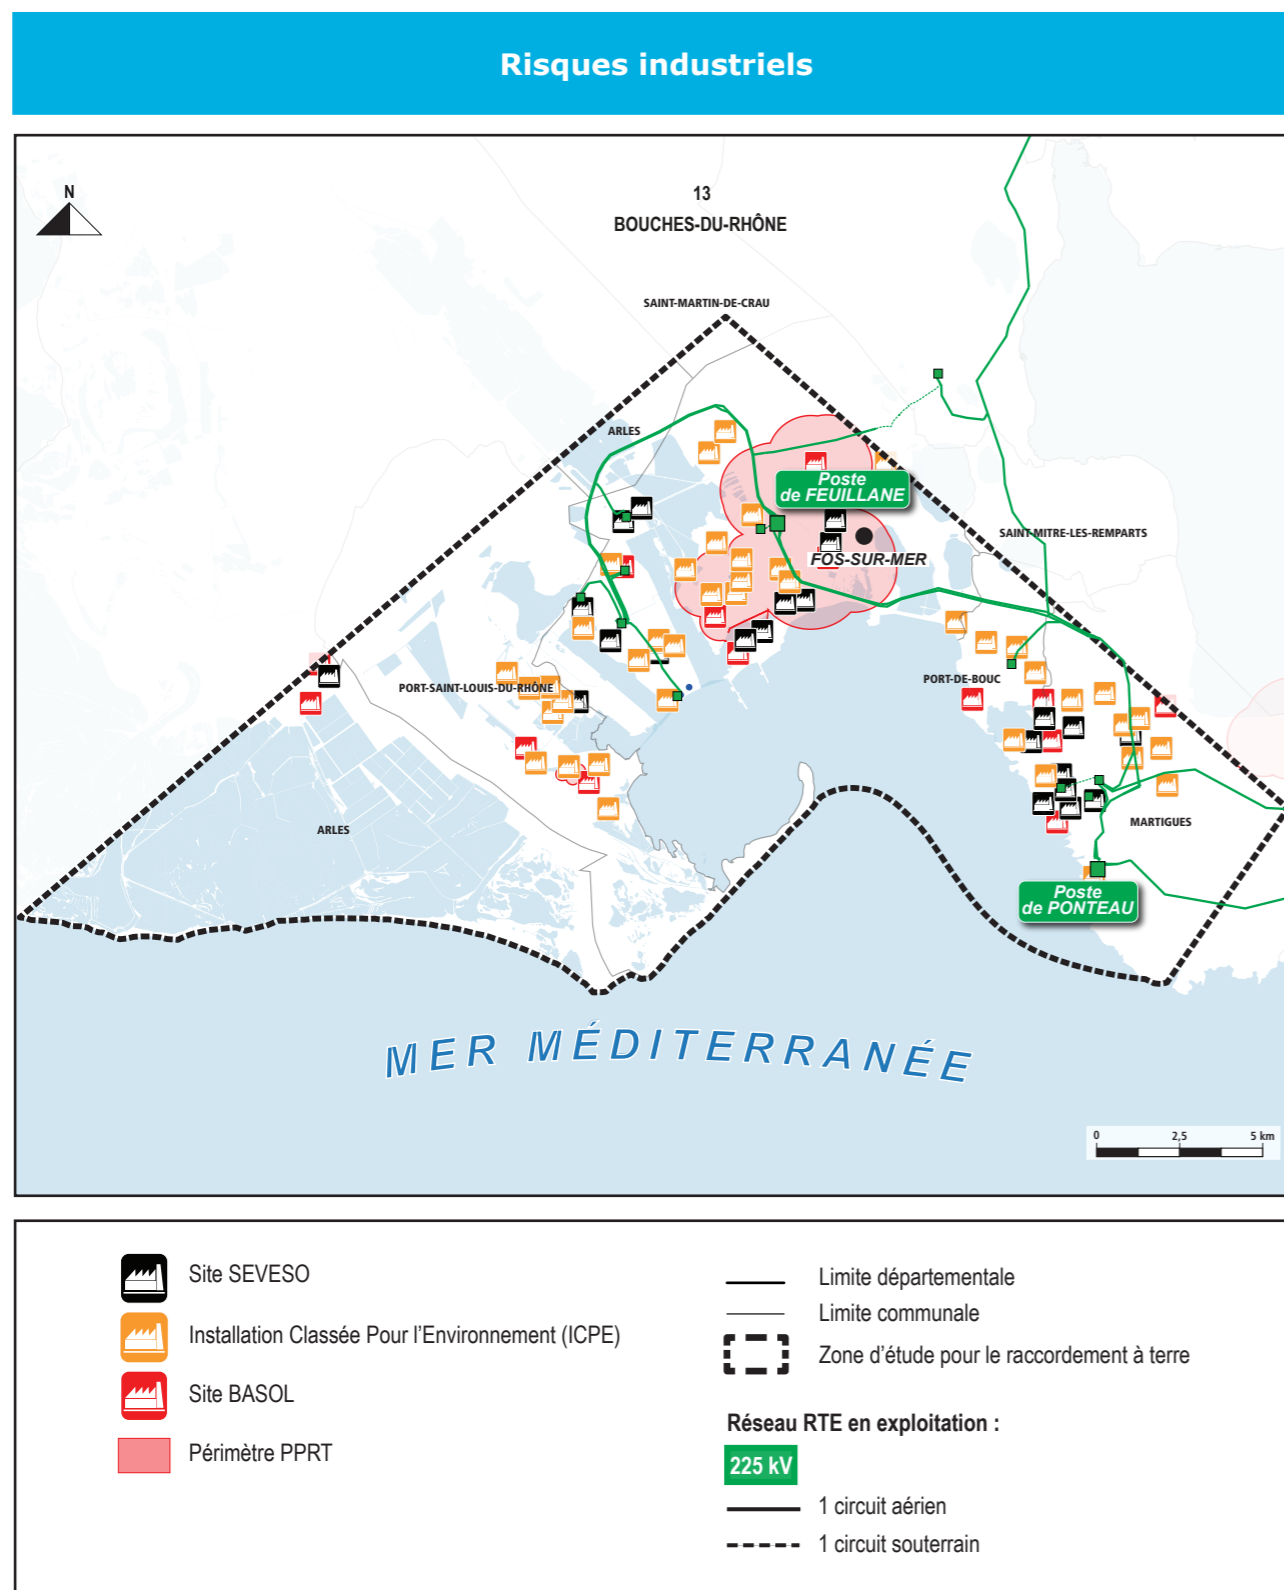 Risques industriels
N
13
BOUCHES-DU-RHÔNE
SAINT-MARTIN-DE-CRAU
ARLES
Poste
de FEUILLANE
SAINT-MITRE-LES-REMPARTS
FOS-SUR-MER
PORT-DE-BOUC
PORT-SAINT-LOUIS-DU-RHÔNE
ARLES
MARTIGUES
Poste
de PONTEAU
MER MÉDITERRANÉE
0 2,5 5 km
Site SEVESO
Installation Classée Pour l'Environnement (ICPE)
Site BASOL
Périmètre PPRT
Limite départementale
Limite communale
Zone d'étude pour le raccordement à terre
Réseau RTE en exploitation :
225 kV
1 circuit aérien
1 circuit souterrain